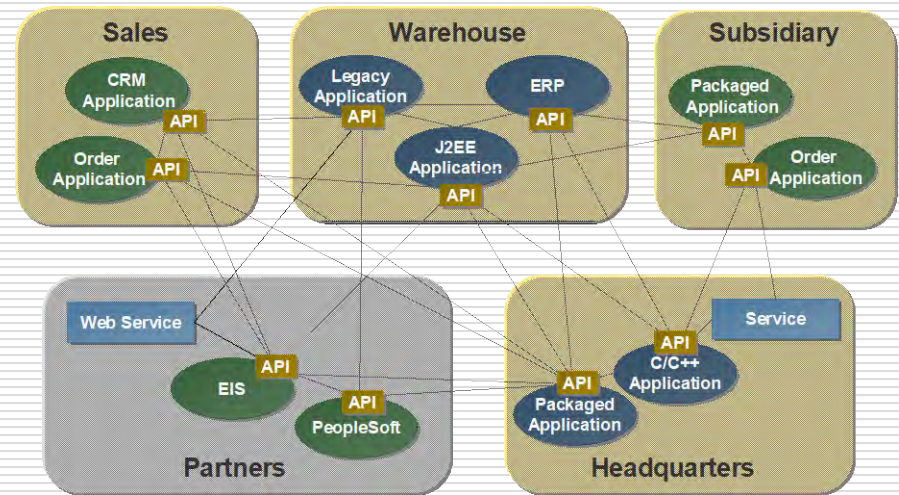 Sales
CRM
Application
API
Order
Application
API
Warehouse
Legacy
Application
API
ERP
API
J2EE
Application
API
Subsidiary
Packaged
Application
API
Order
Application
API
Web Service
API
EIS
API
PeopleSoft
Partners
Service
API
C/C++
Application
API
Packaged
Application
Headquarters